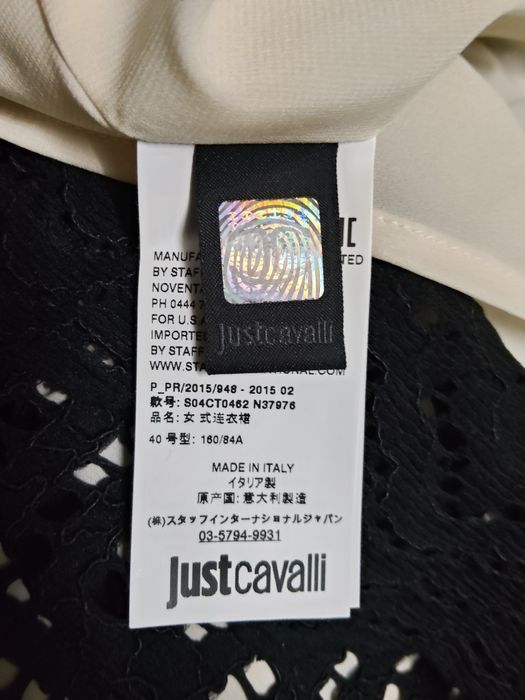 justcavalli
MANUFA
BY STAFF
NOVENTA
PH 0444 7
FOR U.S.A
IMPORTED
BY STAFF
WWW.STA
P_PR/2015/948 - 2015 02
款号: S04CT0462 N37976
品名: 女 式连衣裙
40 号型: 160/84A
MADE IN ITALY
イタリア製
原产国: 意大利製造
(株)スタッフインターナショナルジャパン
03-5794-9931
justcavalli